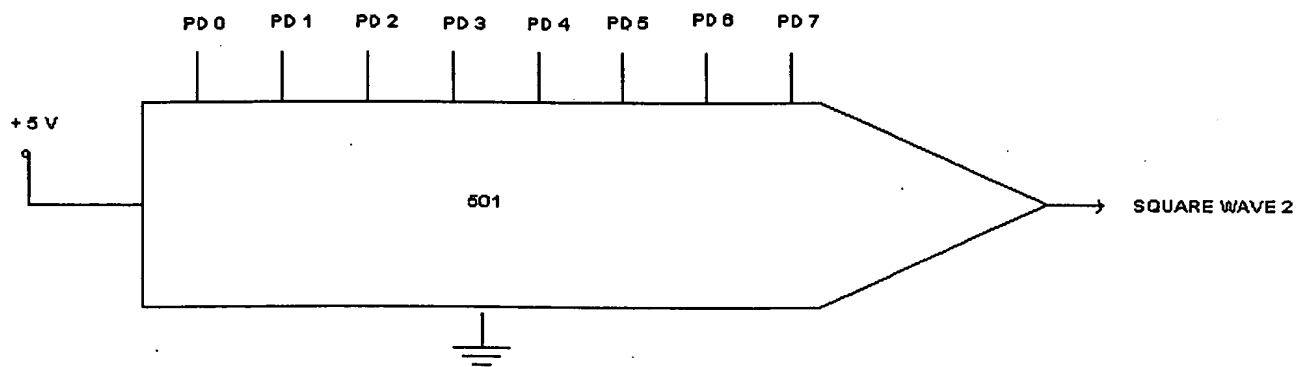 PD 0 PD 1 PD 2 PD 3 PD 4 PD 5 PD 6 PD 7
+ 5 V
501
SQUARE WAVE 2